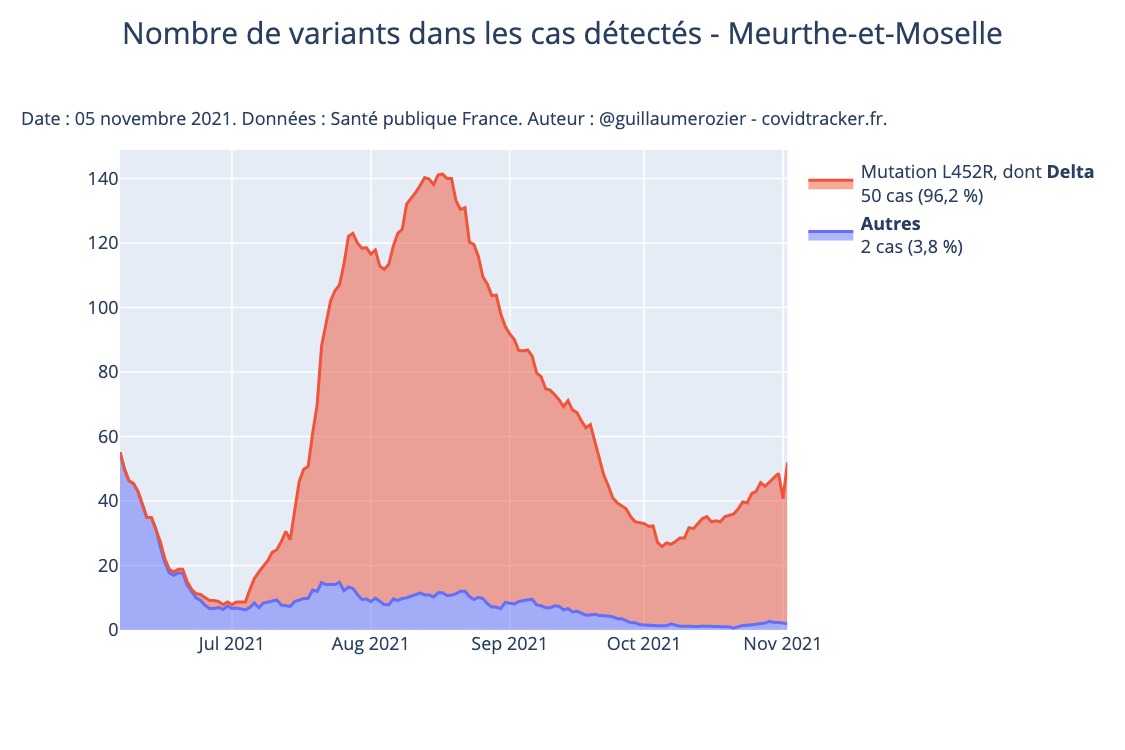 Nombre de variants dans les cas détectés - Meurthe-et-Moselle
Date : 05 novembre 2021. Données : Santé publique France. Auteur : @guillaumerozier - covidtracker.fr.
140
120
100
80
60
40
20
0
Jul 2021
Aug 2021
Sep 2021
Oct 2021
Nov 2021
Mutation L452R, dont Delta
50 cas (96,2 %)
Autres
2 cas (3,8 %)